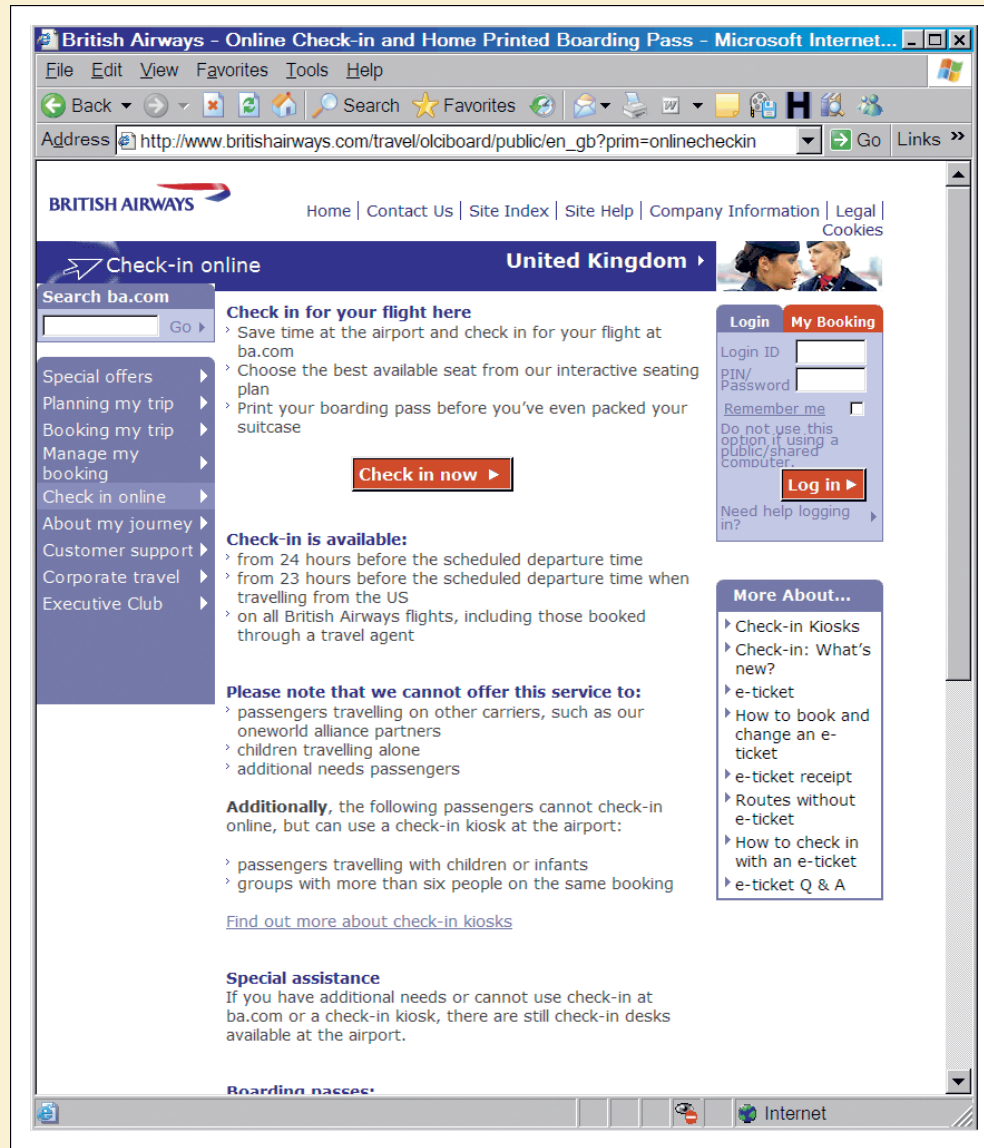 British Airways - Online Check-in and Home Printed Boarding Pass - Microsoft Internet...
File Edit View Favorites Tools Help
Back Search Favorites
Address http://www.britishairways.com/travel/olciboard/public/en_gb?prim=onlinecheckin Go Links »
BRITISH AIRWAYS
Home | Contact Us | Site Index | Site Help | Company Information | Legal |
Cookies
Check-in online
United Kingdom
Search ba.com
Go
Special offers
Planning my trip
Booking my trip
Manage my
booking
Check in online
About my journey
Customer support
Corporate travel
Executive Club
Check in for your flight here
Save time at the airport and check in for your flight at
ba.com
Choose the best available seat from our interactive seating
plan
Print your boarding pass before you've even packed your
suitcase
Check in now
Check-in is available:
from 24 hours before the scheduled departure time
from 23 hours before the scheduled departure time when
travelling from the US
on all British Airways flights, including those booked
through a travel agent
Please note that we cannot offer this service to:
passengers travelling on other carriers, such as our
oneworld alliance partners
children travelling alone
additional needs passengers
Additionally, the following passengers cannot check-in
online, but can use a check-in kiosk at the airport:
passengers travelling with children or infants
groups with more than six people on the same booking
Find out more about check-in kiosks
Special assistance
If you have additional needs or cannot use check-in at
ba.com or a check-in kiosk, there are still check-in desks
available at the airport.
Boarding passes:
Login My Booking
Login ID
PIN/
Password
Remember me
Do not use this
option if using a
public/shared
computer.
Log in
Need help logging
in?
More About...
Check-in Kiosks
Check-in: What's
new?
e-ticket
How to book and
change an e-
ticket
e-ticket receipt
Routes without
e-ticket
How to check in
with an e-ticket
e-ticket Q & A
Internet